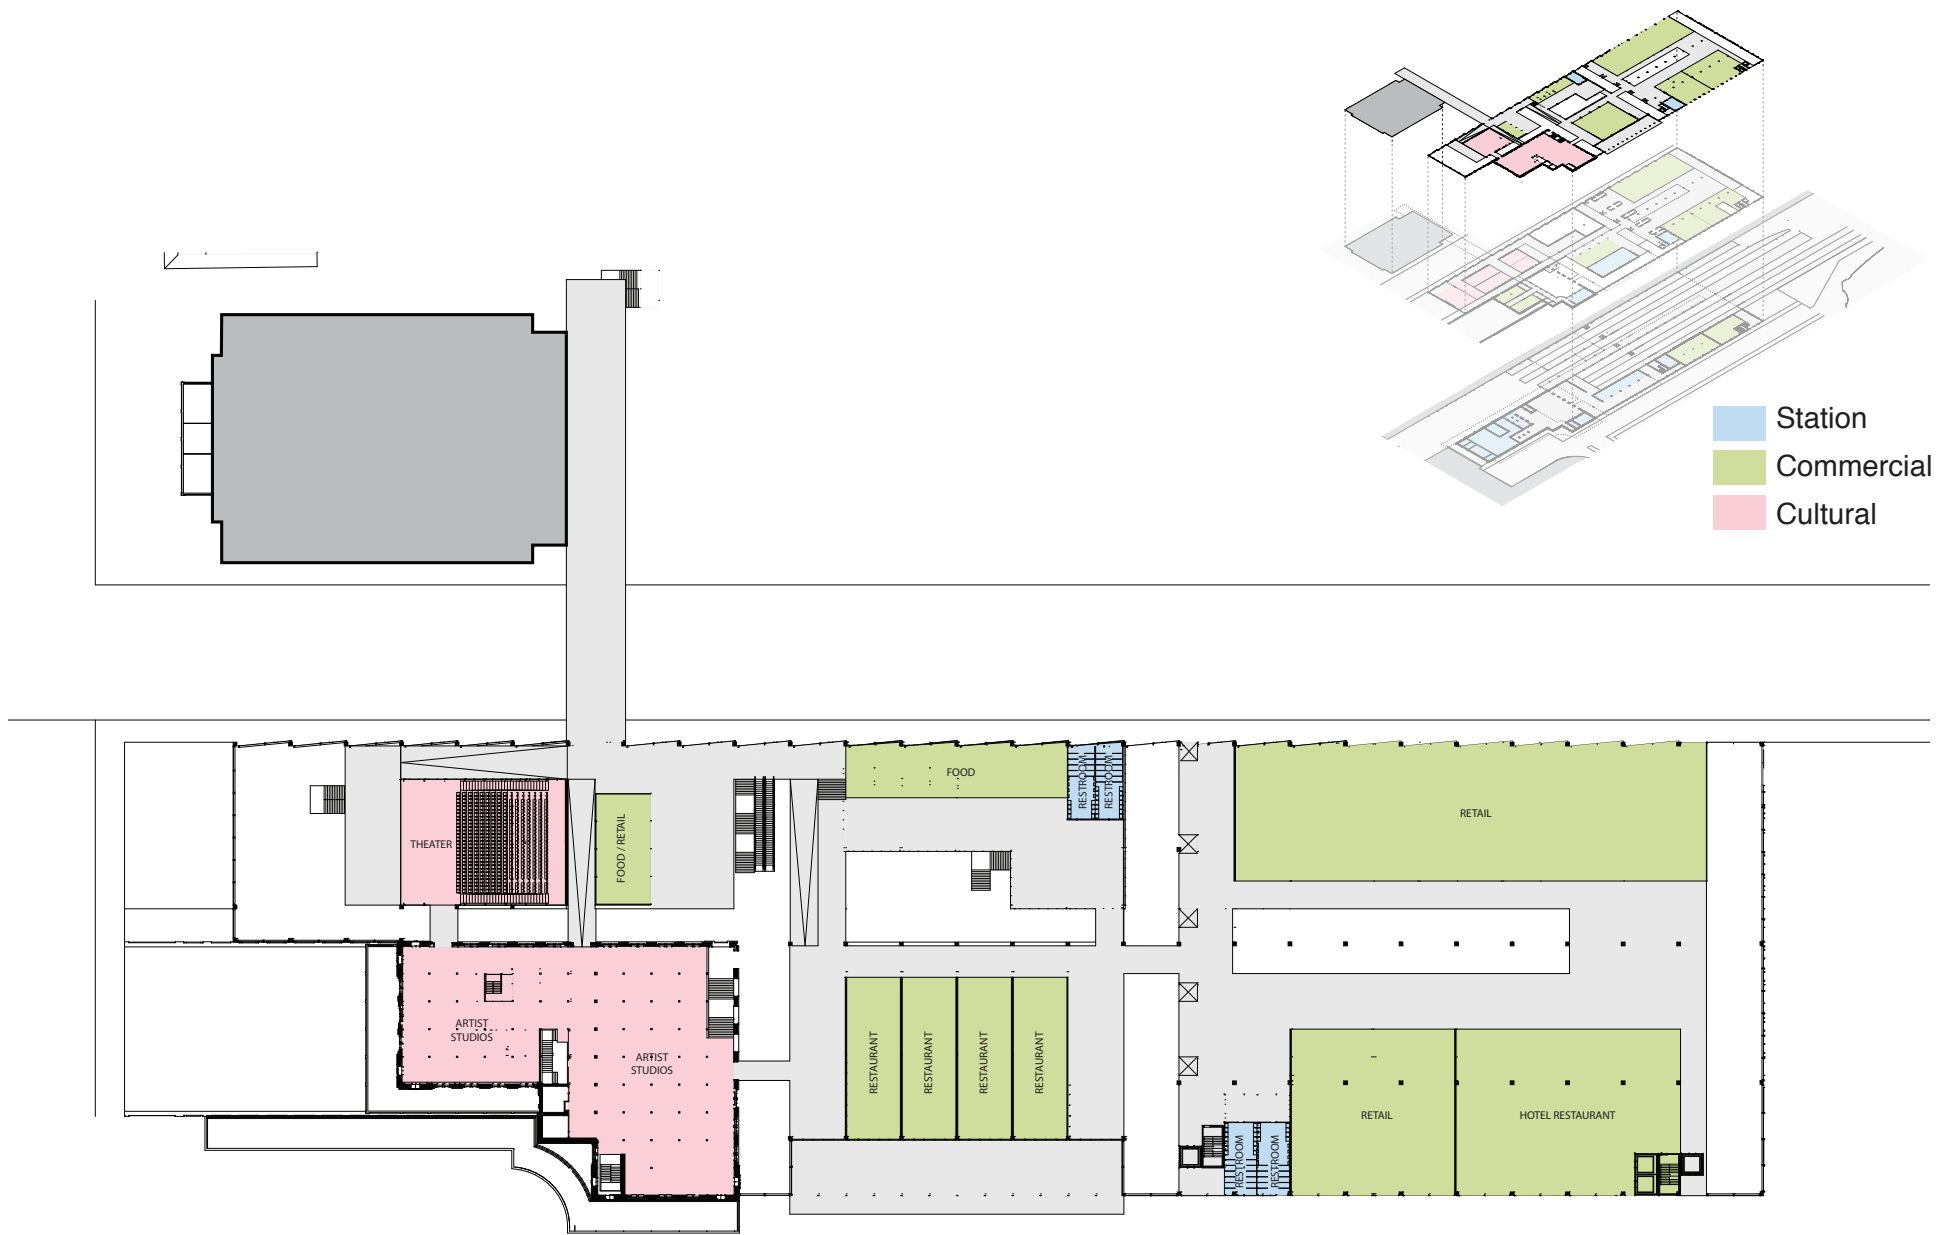 Station
Commercial
Cultural
FOOD
RESTROOM
RESTROOM
THEATER
FOOD / RETAIL
RETAIL
ARTIST
STUDIOS
ARTIST
STUDIOS
RESTAURANT
RESTAURANT
RESTAURANT
RESTAURANT
RETAIL
HOTEL RESTAURANT
RESTROOM
RESTROOM